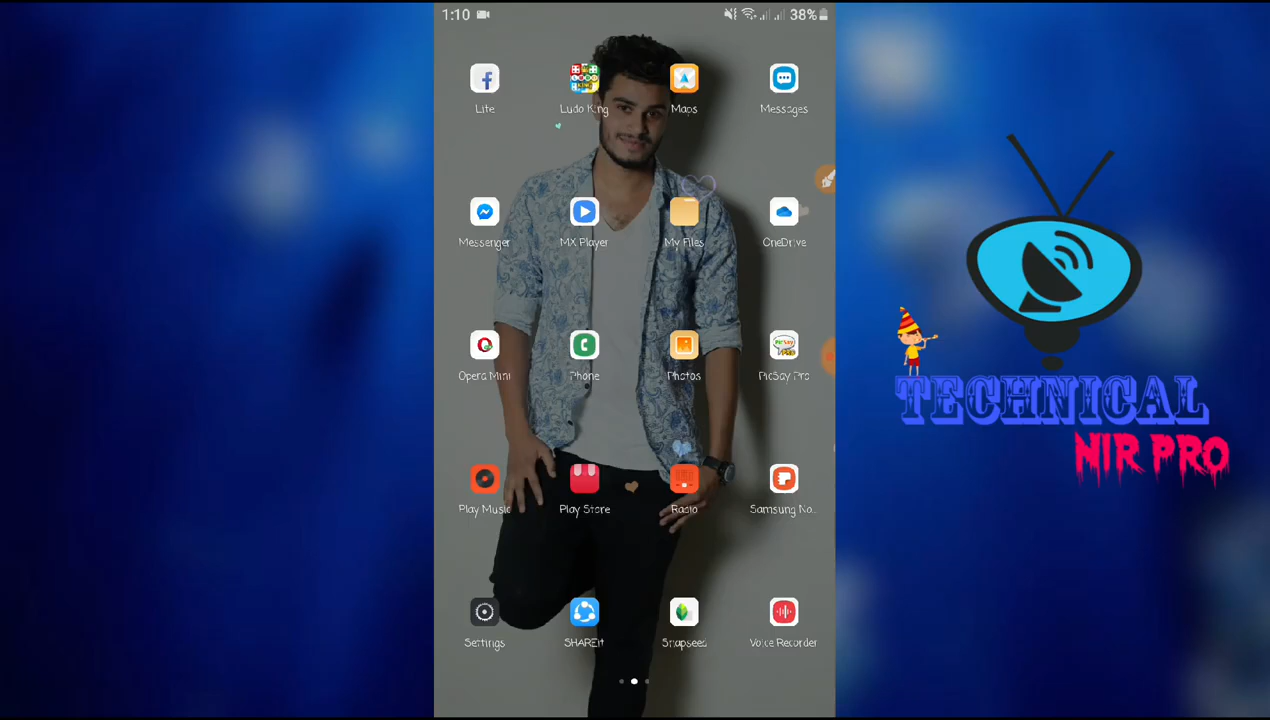 1:10 38%
Lite Ludo King Maps Messages
Messenger MX Player My Files OneDrive
Opera Mini Phone Photos PicSay Pro
Play Music Play Store Radio Samsung No..
Settings SHAREit Snapseed Voice Recorder
TECHNICAL
NIR PRO